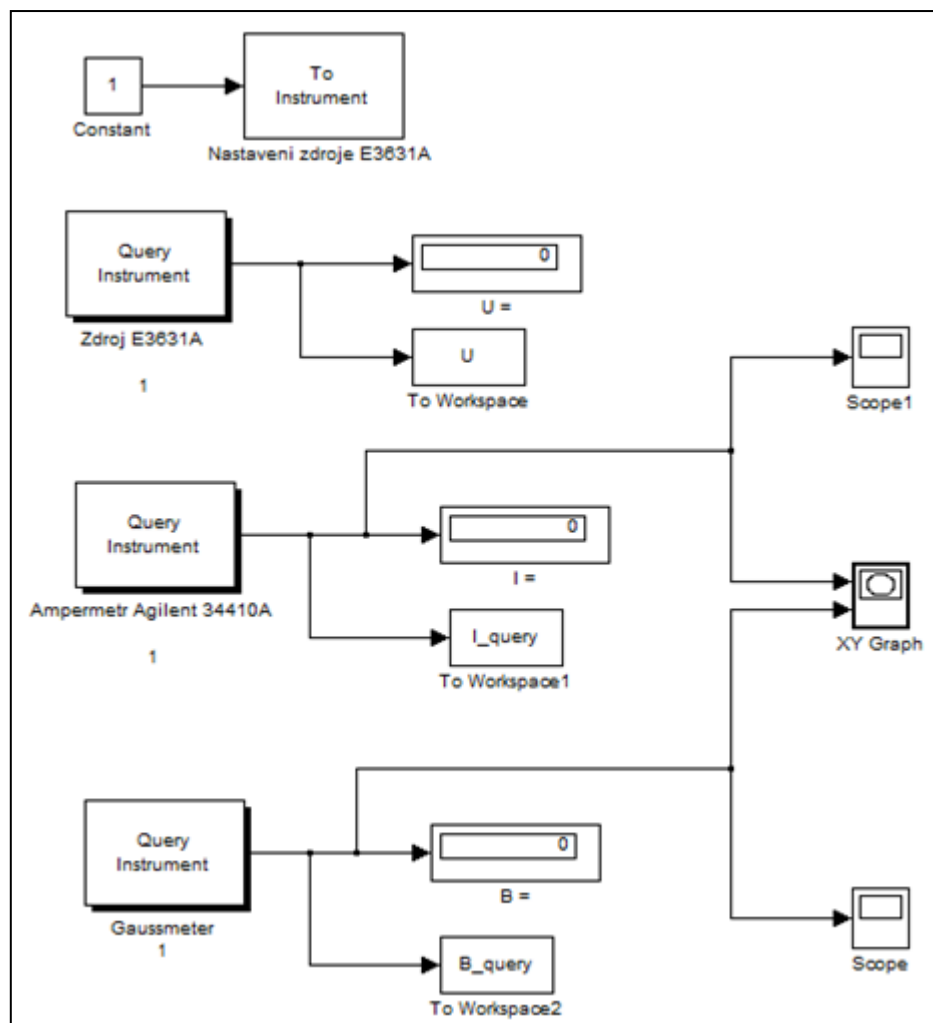 1
Constant
To
Instrument
Nastaveni zdroje E3631A
Query
Instrument
Zdroj E3631A
1
0
U =
U
To Workspace
Scope1
Query
Instrument
Ampermetr Agilent 34410A
1
0
I =
I_query
To Workspace1
XY Graph
Query
Instrument
Gaussmeter
1
0
B =
B_query
To Workspace2
Scope